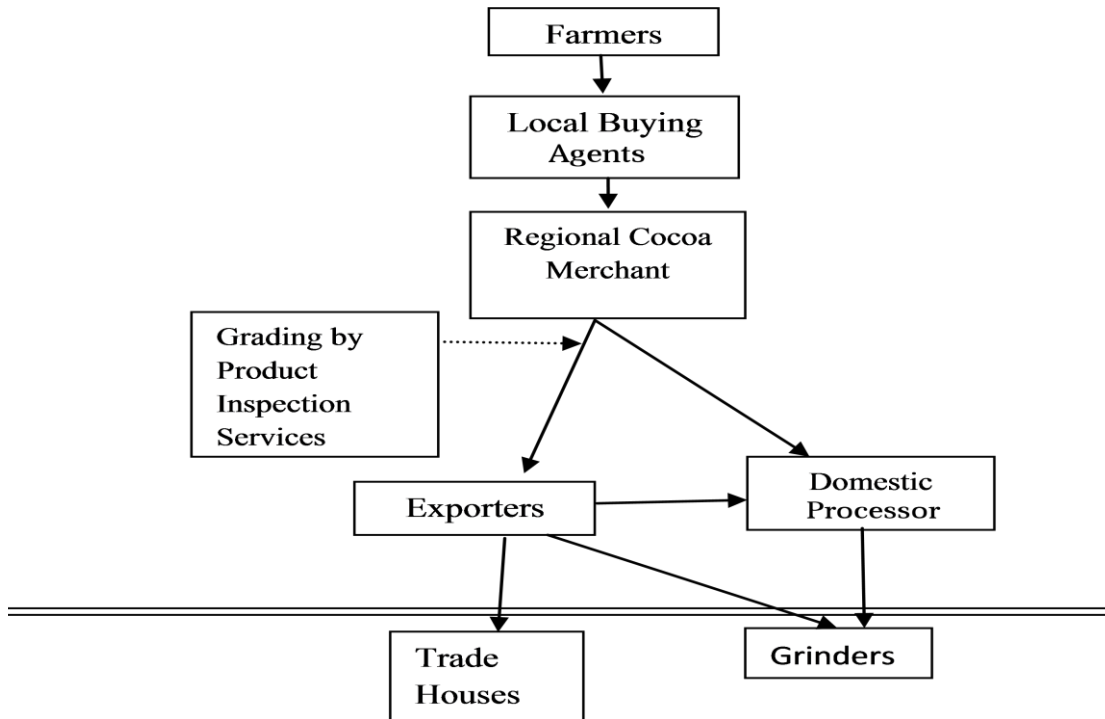 Farmers
Local Buying
Agents
Regional Cocoa
Merchant
Grading by
Product
Inspection
Services
Domestic
Processor
Exporters
Trade
Houses
Grinders